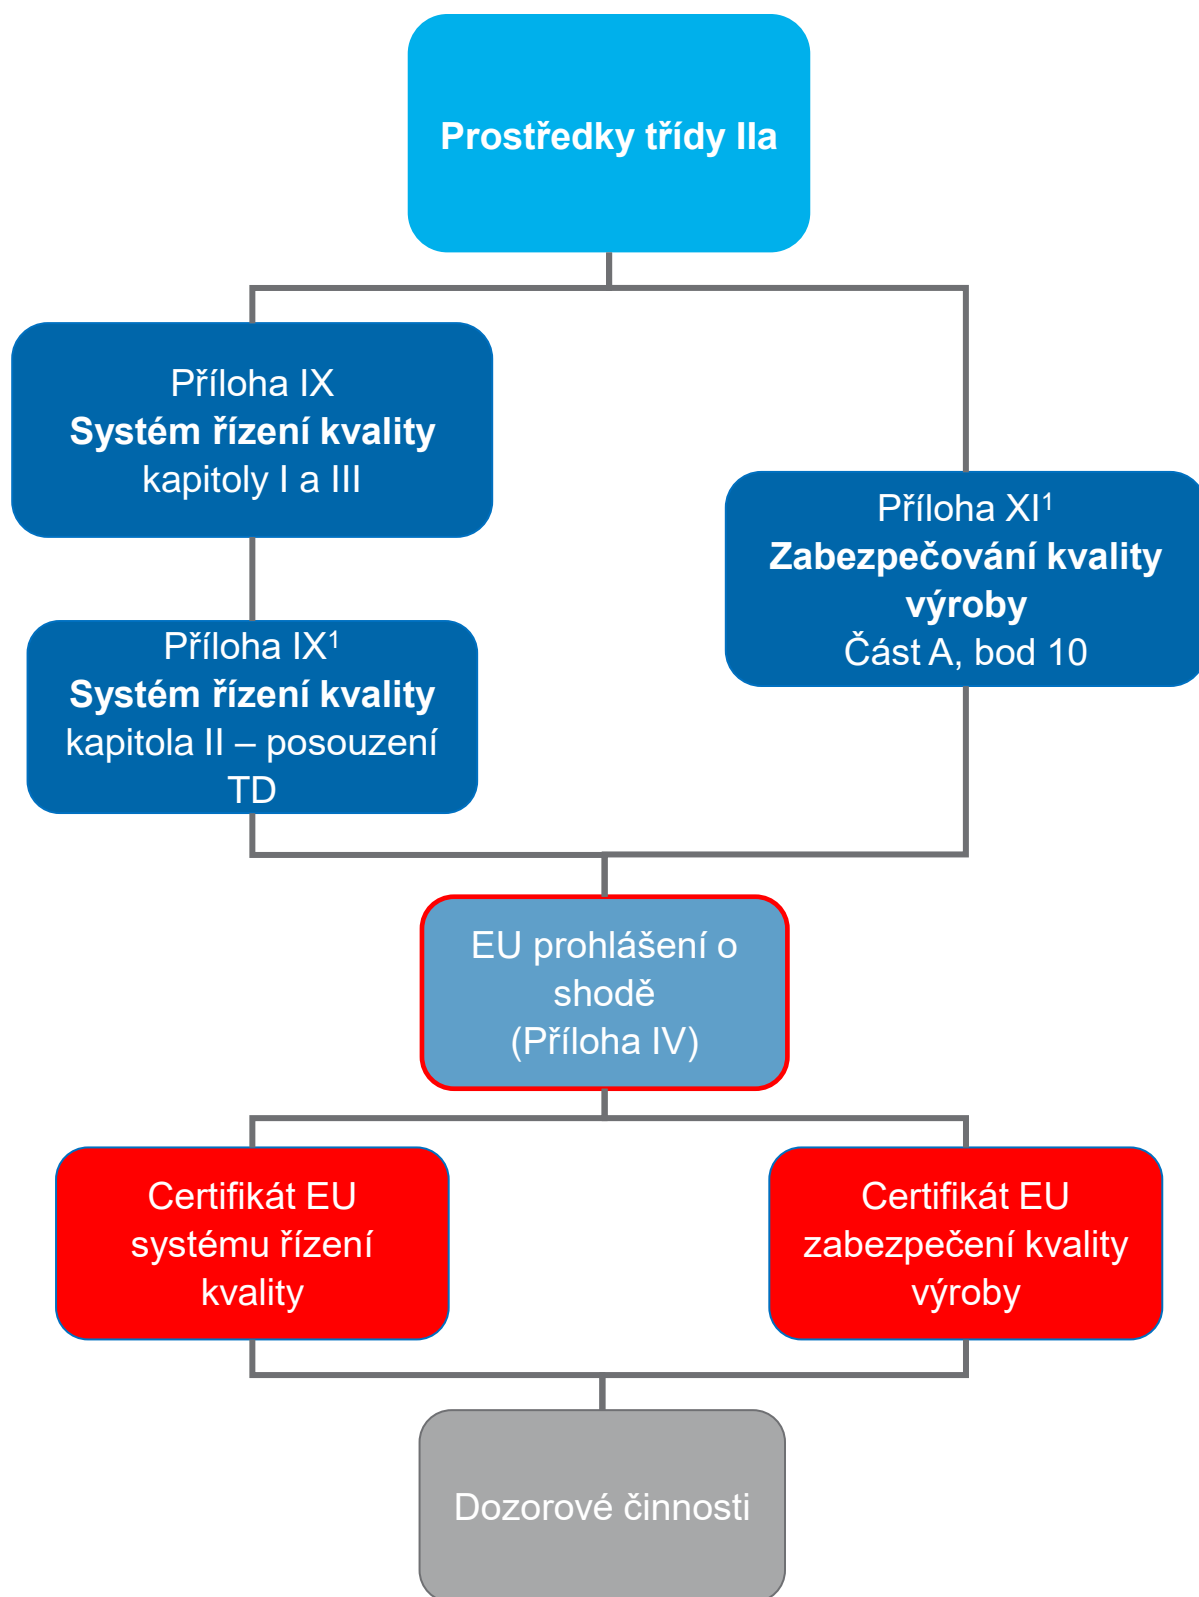 Prostředky třídy IIa
Příloha IX
Systém řízení kvality
kapitoly I a III
Příloha XI¹
Zabezpečování kvality
výroby
Část A, bod 10
Příloha IX¹
Systém řízení kvality
kapitola II – posouzení
TD
EU prohlášení o
shodě
(Příloha IV)
Certifikát EU
systému řízení
kvality
Certifikát EU
zabezpečení kvality
výroby
Dozorové činnosti